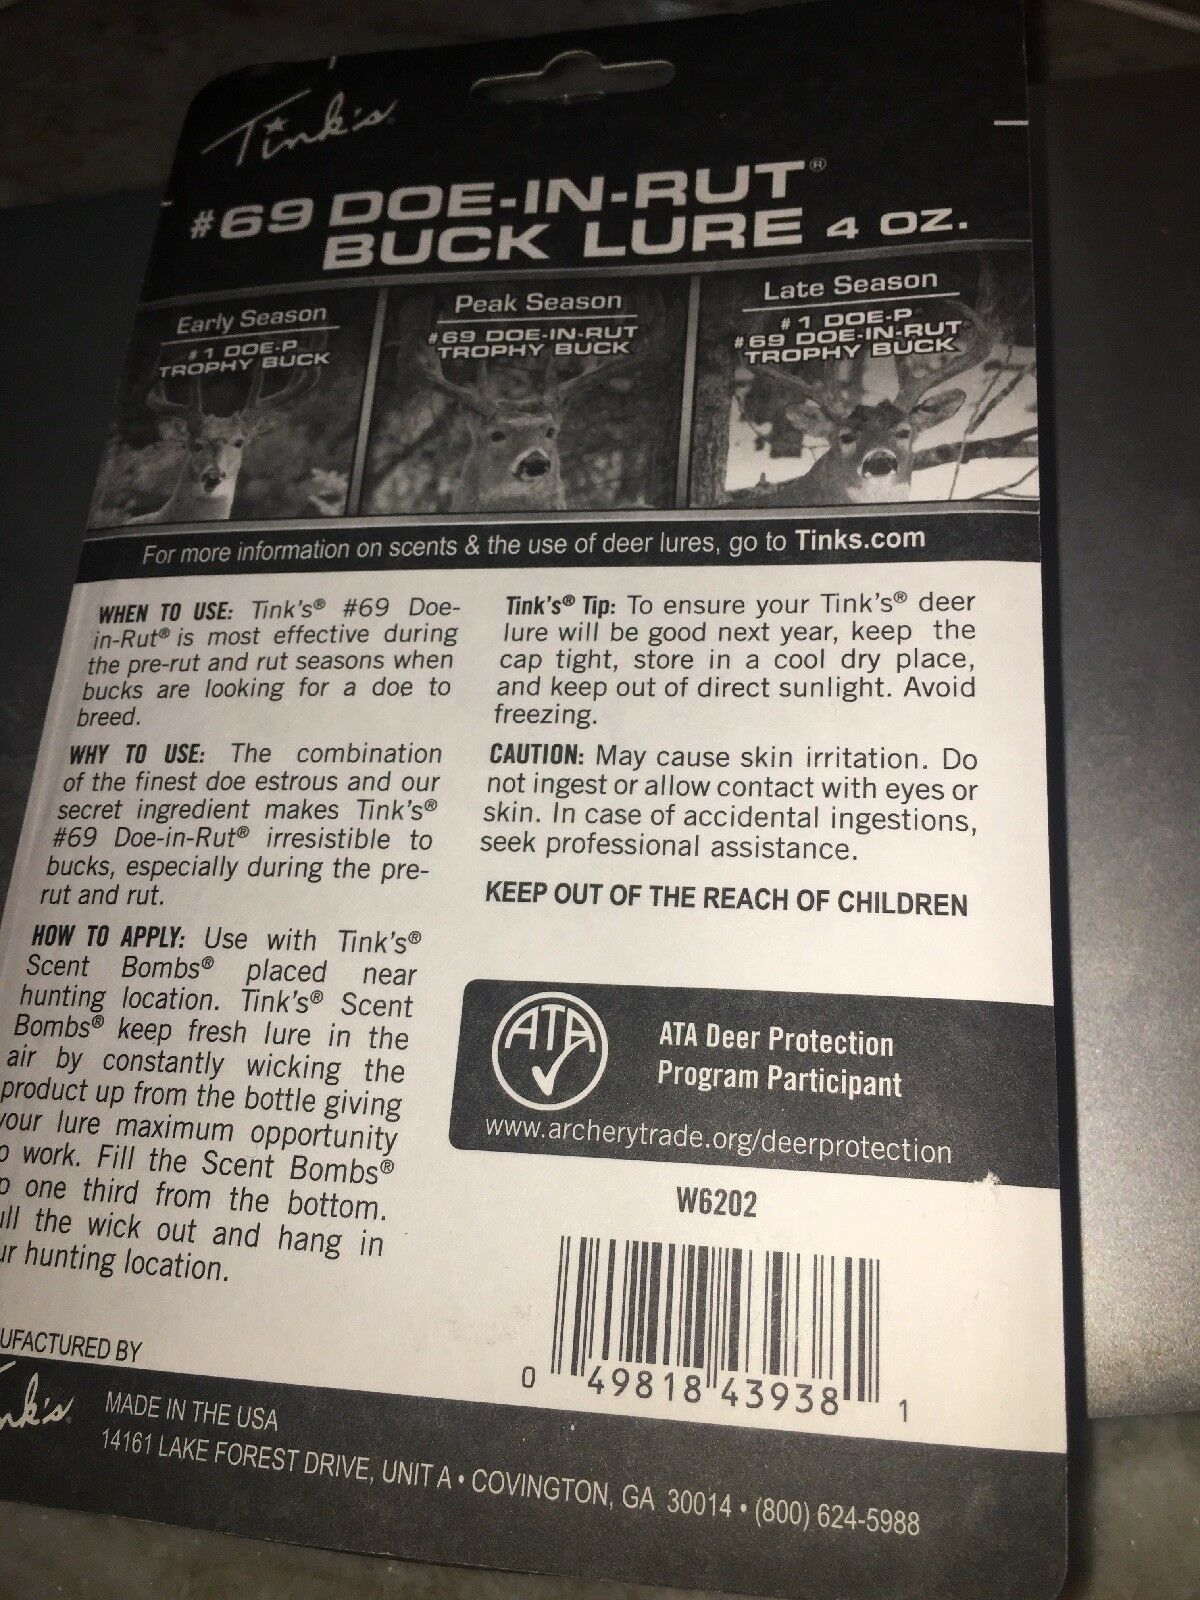 Tink's
#69 DOE-IN-RUT®
BUCK LURE 4 OZ.
Early Season
#1 DOE-P
TROPHY BUCK
Peak Season
#69 DOE-IN-RUT
TROPHY BUCK
Late Season
#1 DOE-P
#69 DOE-IN-RUT
TROPHY BUCK
For more information on scents & the use of deer lures, go to Tinks.com
WHEN TO USE: Tink's® #69 Doe-
in-Rut® is most effective during
the pre-rut and rut seasons when
bucks are looking for a doe to
breed.
WHY TO USE: The combination
of the finest doe estrous and our
secret ingredient makes Tink's®
#69 Doe-in-Rut® irresistible to
bucks, especially during the pre-
rut and rut.
HOW TO APPLY: Use with Tink's®
Scent Bombs® placed near
hunting location. Tink's® Scent
Bombs® keep fresh lure in the
air by constantly wicking the
product up from the bottle giving
your lure maximum opportunity
o work. Fill the Scent Bombs®
p one third from the bottom.
ull the wick out and hang in
ur hunting location.
Tink's® Tip: To ensure your Tink's® deer
lure will be good next year, keep the
cap tight, store in a cool dry place,
and keep out of direct sunlight. Avoid
freezing.
CAUTION: May cause skin irritation. Do
not ingest or allow contact with eyes or
skin. In case of accidental ingestions,
seek professional assistance.
KEEP OUT OF THE REACH OF CHILDREN
ATA
ATA Deer Protection
Program Participant
www.archerytrade.org/deerprotection
W6202
0 49818 43938 1
UFACTURED BY
nk's
MADE IN THE USA
14161 LAKE FOREST DRIVE, UNIT A • COVINGTON, GA 30014 • (800) 624-5988